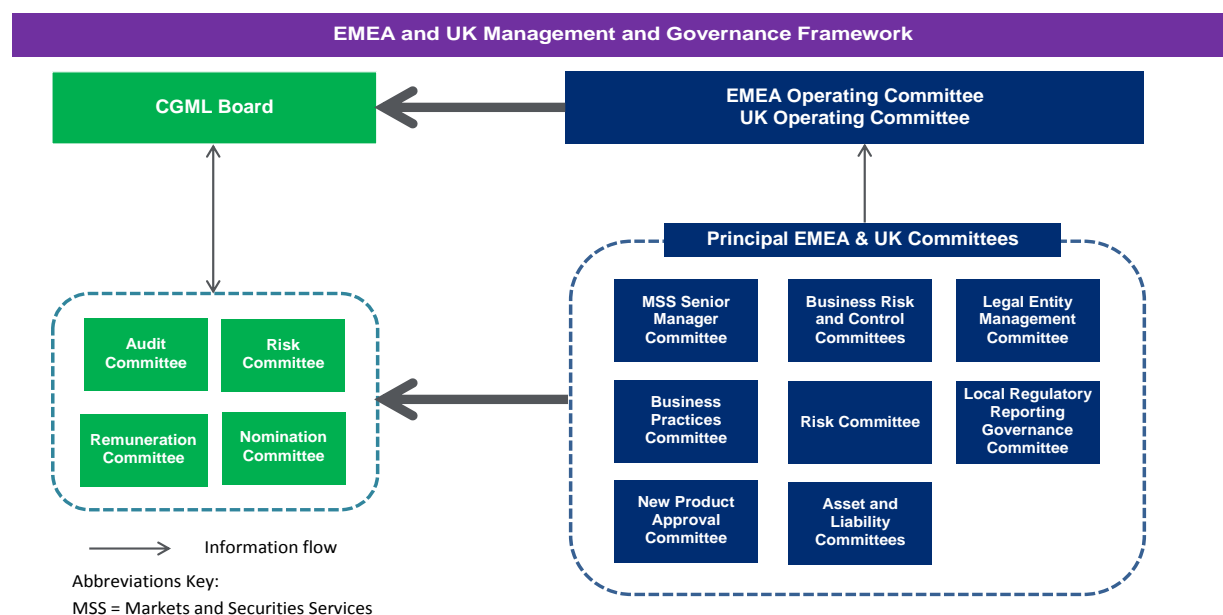 EMEA and UK Management and Governance Framework
CGML Board
EMEA Operating Committee
UK Operating Committee
Principal EMEA & UK Committees
Audit
Committee
Risk
Committee
Remuneration
Committee
Nomination
Committee
MSS Senior
Manager
Committee
Business Risk
and Control
Committees
Legal Entity
Management
Committee
Business
Practices
Committee
Risk Committee
Local Regulatory
Reporting
Governance
Committee
New Product
Approval
Committee
Asset and
Liability
Committees
Information flow
Abbreviations Key:
MSS = Markets and Securities Services